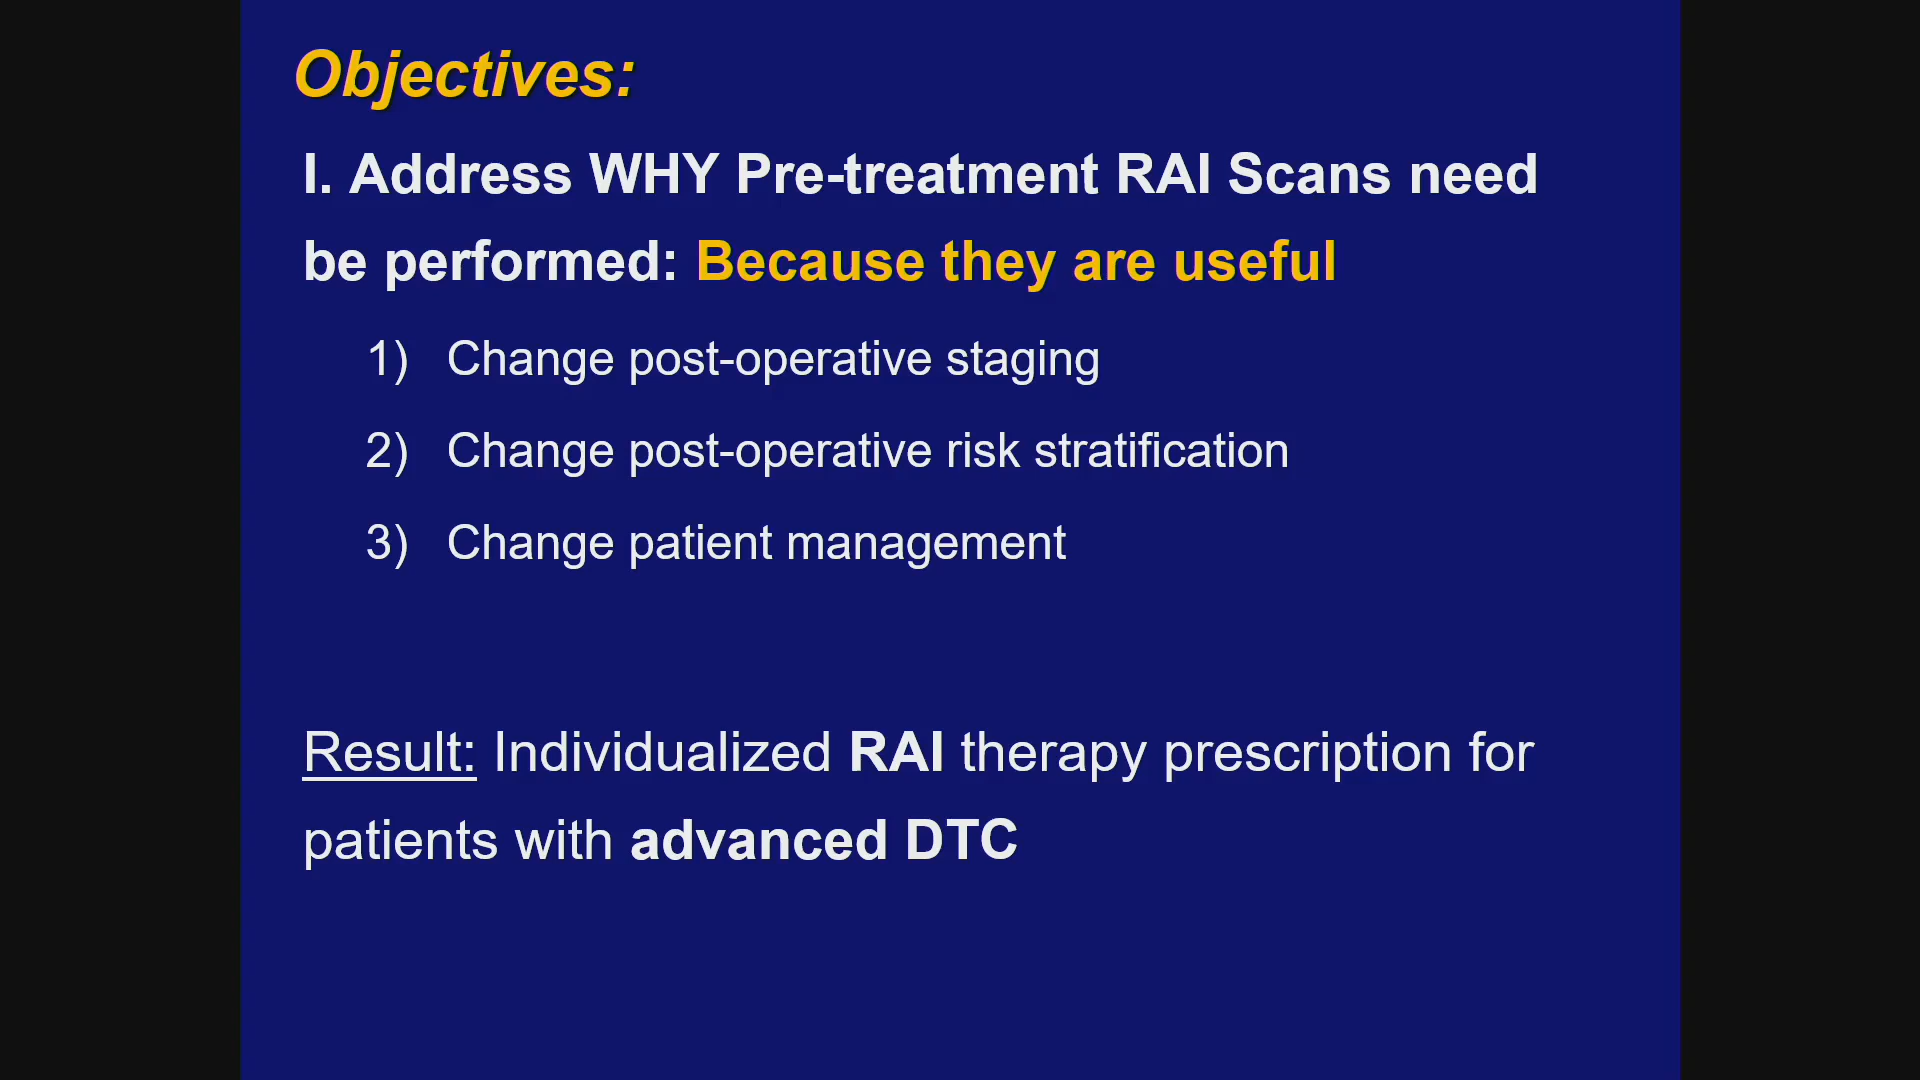 Objectives:
I. Address WHY Pre-treatment RAI Scans need
be performed: Because they are useful
1) Change post-operative staging
2) Change post-operative risk stratification
3) Change patient management
Result: Individualized RAI therapy prescription for
patients with advanced DTC